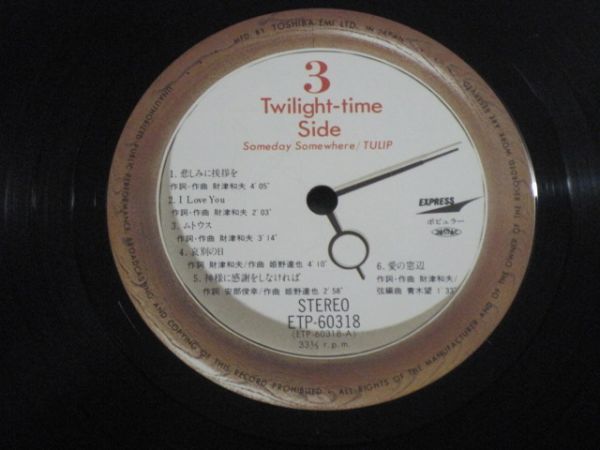 MFD. BY TOSHIBA EMI LTD. IN JAPAN
3
Twilight-time
Side
Someday Somewhere/TULIP
1. 悲しみに挨拶を
作詞・作曲 財津和夫 4'05"
2. I Love You
作詞・作曲 財津和夫 2'03"
3. ムトウス
作詞・作曲 財津和夫 3'14"
4. 哀別の日
作詞 財津和夫/作曲 姫野達也 4'10"
5. 神様に感謝をしなければ
作詞 安部俊幸/作曲 姫野達也 2'58"
EXPRESS
ポピュラー
6. 愛の窓辺
作詞・作曲 財津和夫/
弦編曲 青木望 1'33"
STEREO
ETP-60318
(ETP-60318-A)
33⅓ r.p.m.
UNAUTHORIZED PUBLIC PERFORMANCE BROADCASTING AND COPYING OF THIS RECORD PROHIBITED • ALL RIGHTS OF THE MANUFACTURER AND OF THE OWNER OF THE RECORDED WORK ARE RESERVED